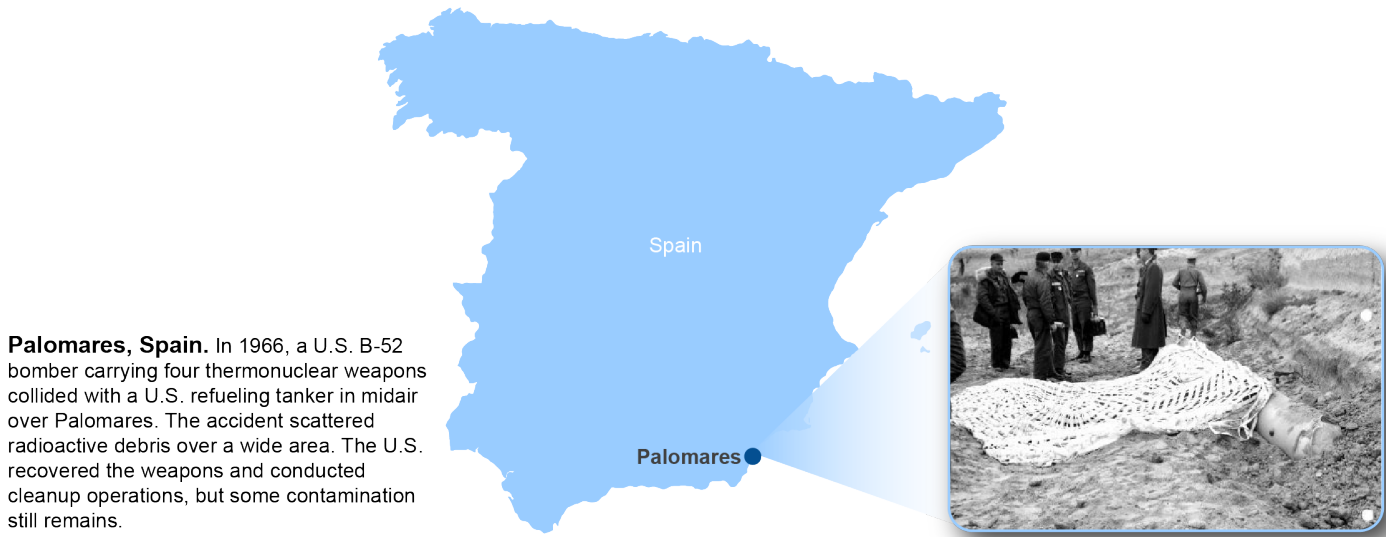 Spain
Palomares, Spain. In 1966, a U.S. B-52
bomber carrying four thermonuclear weapons
collided with a U.S. refueling tanker in midair
over Palomares. The accident scattered
radioactive debris over a wide area. The U.S.
recovered the weapons and conducted
cleanup operations, but some contamination
still remains.
Palomares